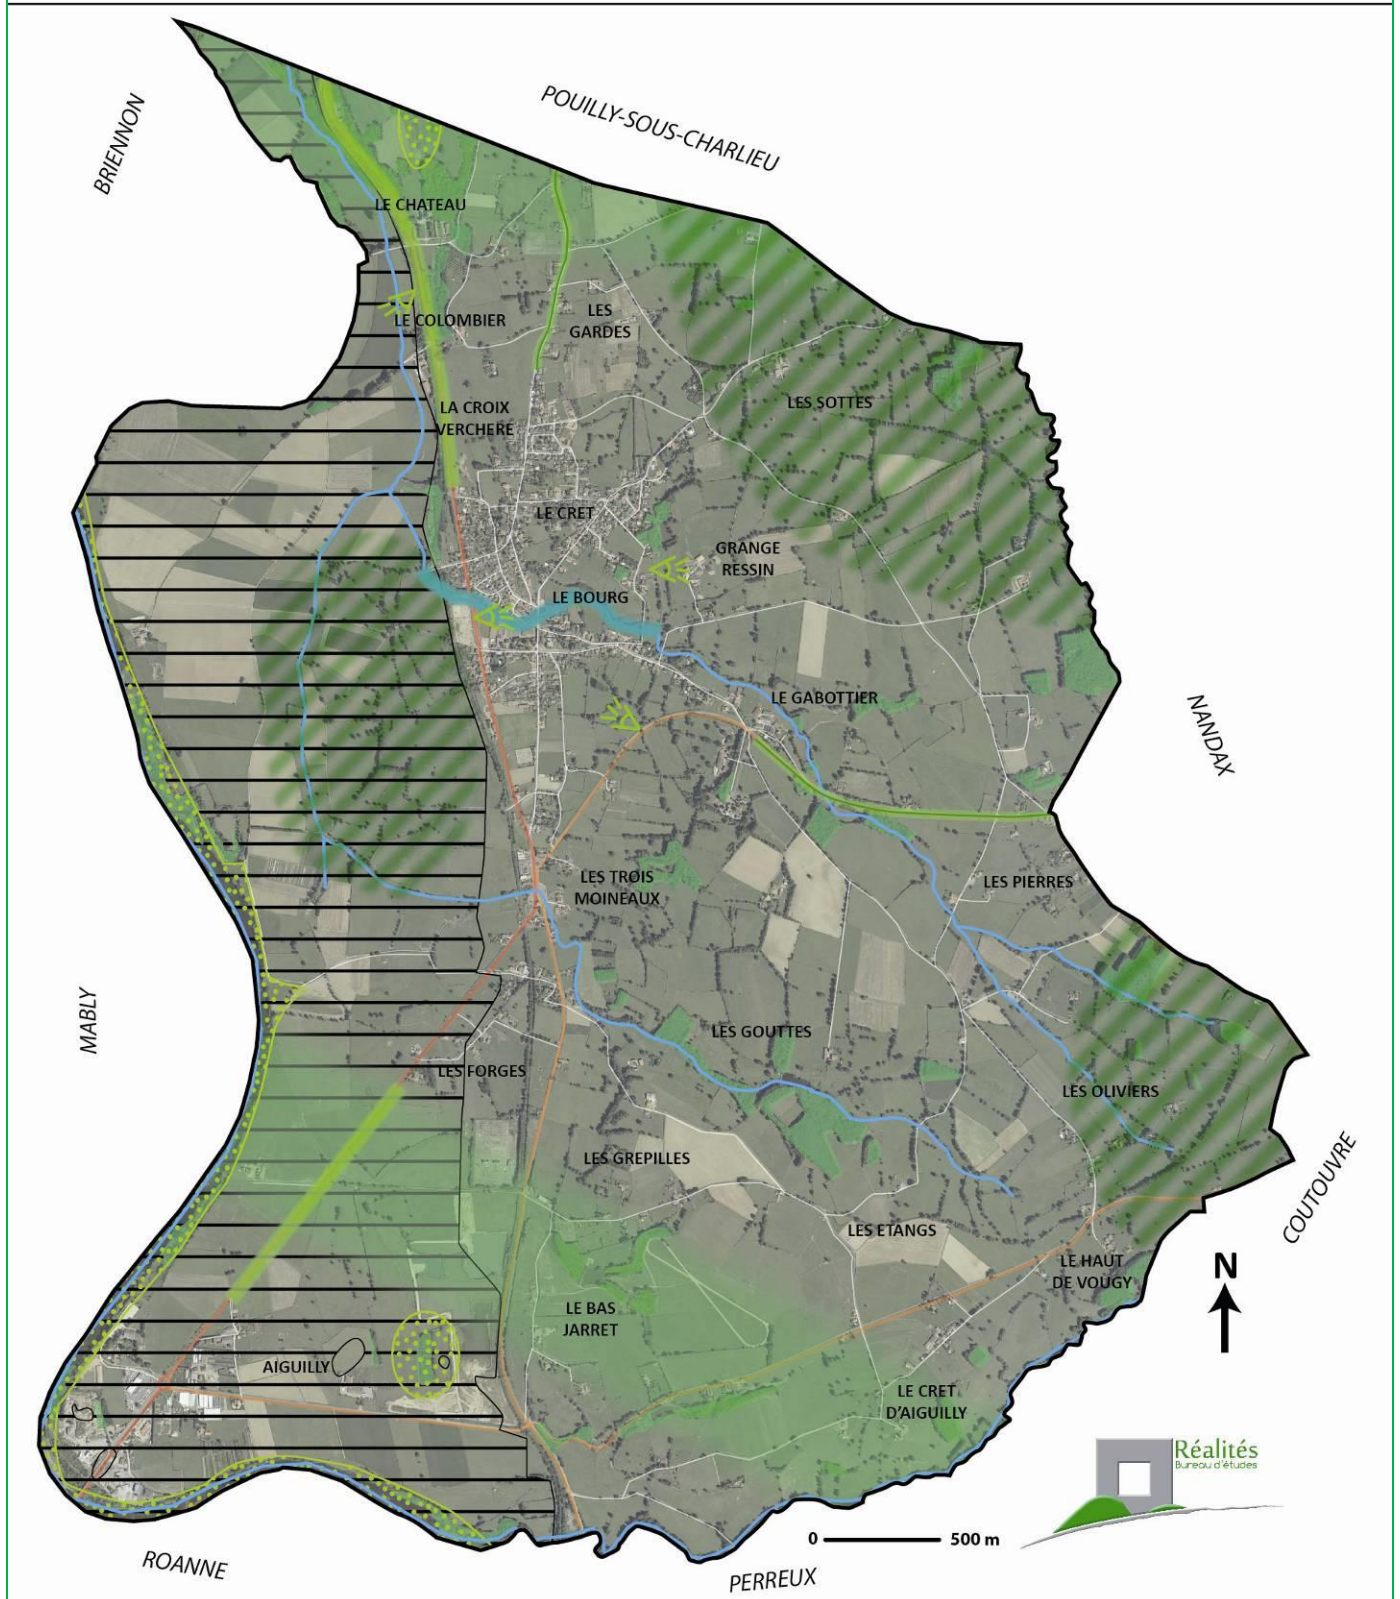 POUILLY-SOUS-CHARLIEU
BRIENNON
LE CHATEAU
LE COLOMBIER
LES
GARDES
LA CROIX
VERCHERE
LES SOTTES
LE CRET
GRANGE
RESSIN
LE BOURG
LE GABOTTIER
NANDAX
LES TROIS
MOINEAUX
LES PIERRES
MABLY
LES GOUTTES
LES FORGES
LES OLIVIERS
LES GREPILLES
COUTOUVRE
LES ETANGS
LE HAUT
DE VOUGY
N
LE BAS
JARRET
AIGUILLY
LE CRET
D'AIGUILLY
Réalités
Bureau d'études
0 500 m
ROANNE
PERREUX